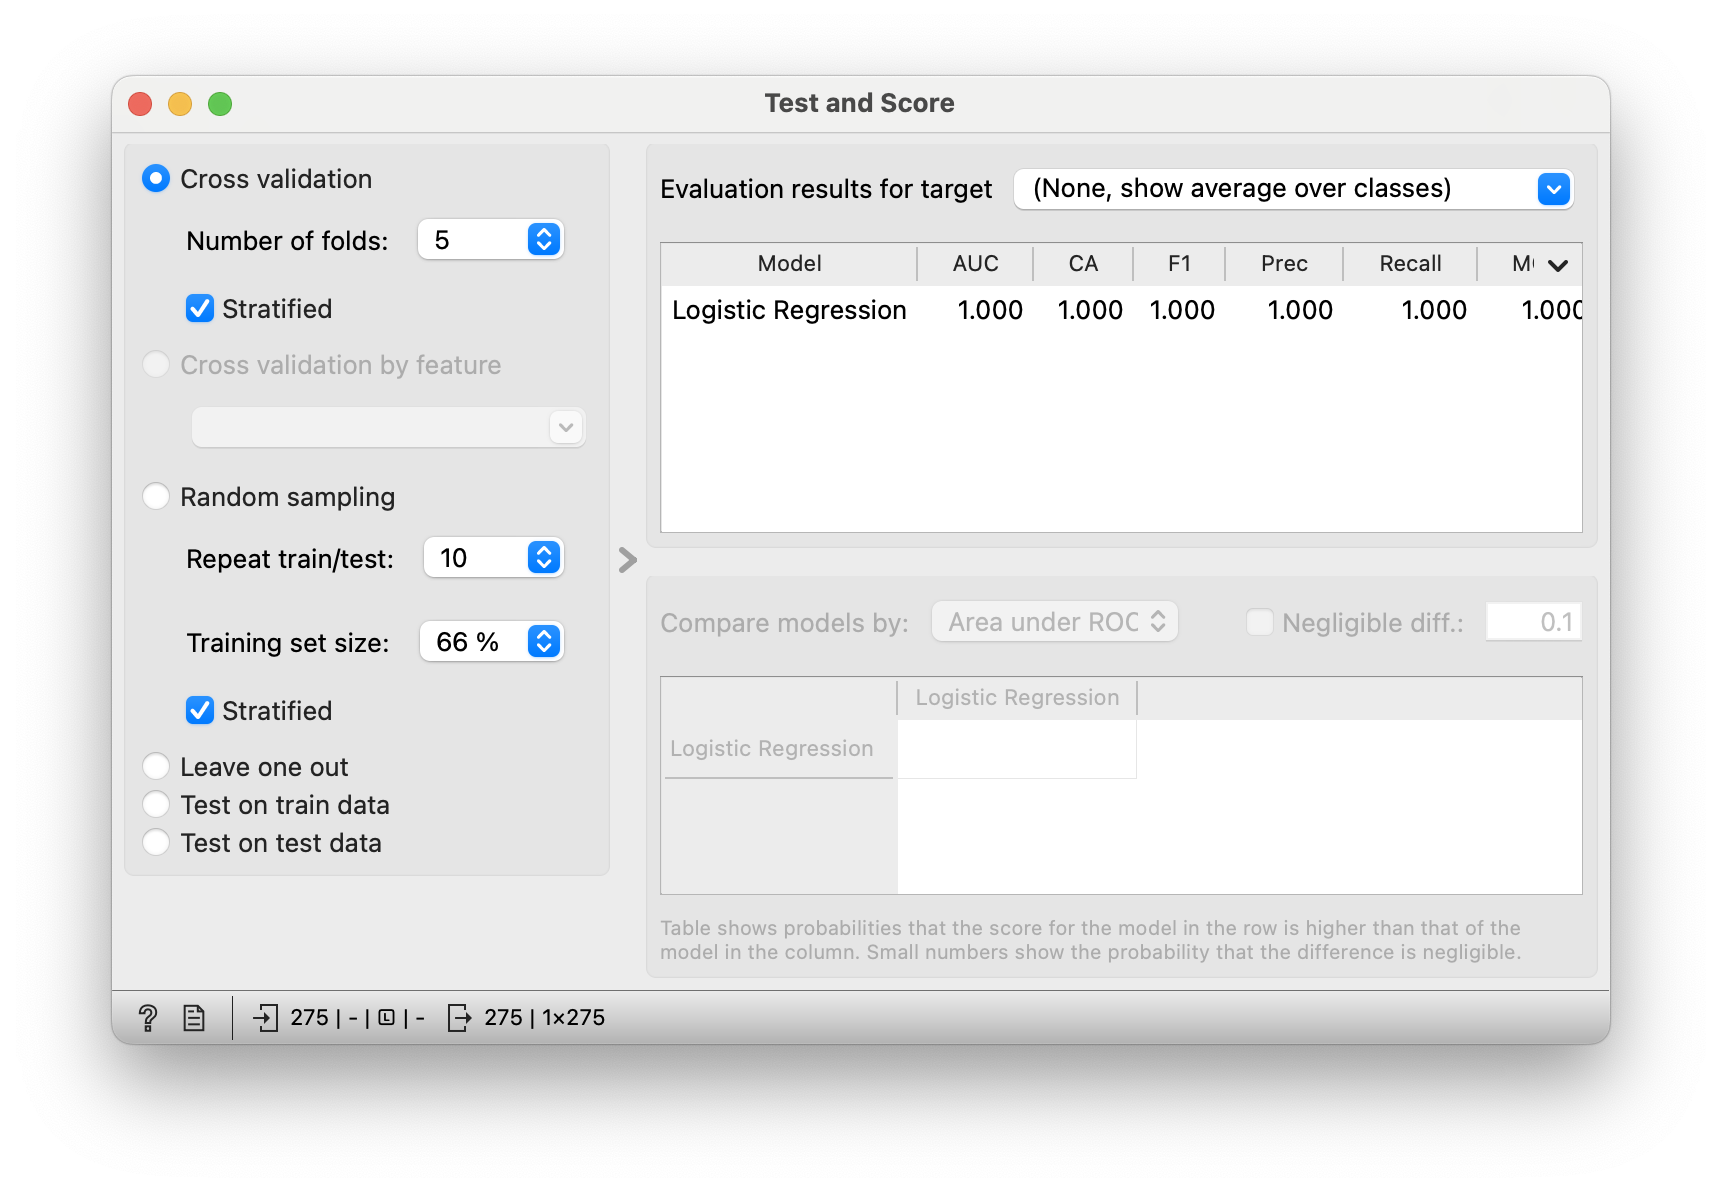 Test and Score
Cross validation
Number of folds: 5
Stratified
Cross validation by feature
Random sampling
Repeat train/test: 10
Training set size: 66 %
Stratified
Leave one out
Test on train data
Test on test data
Evaluation results for target (None, show average over classes)
Model AUC CA F1 Prec Recall
Logistic Regression 1.000 1.000 1.000 1.000 1.000 1.000
Compare models by: Area under ROC Negligible diff.: 0.1
Logistic Regression
Logistic Regression
Table shows probabilities that the score for the model in the row is higher than that of the
model in the column. Small numbers show the probability that the difference is negligible.
? 275 | - | L | - 275 | 1×275